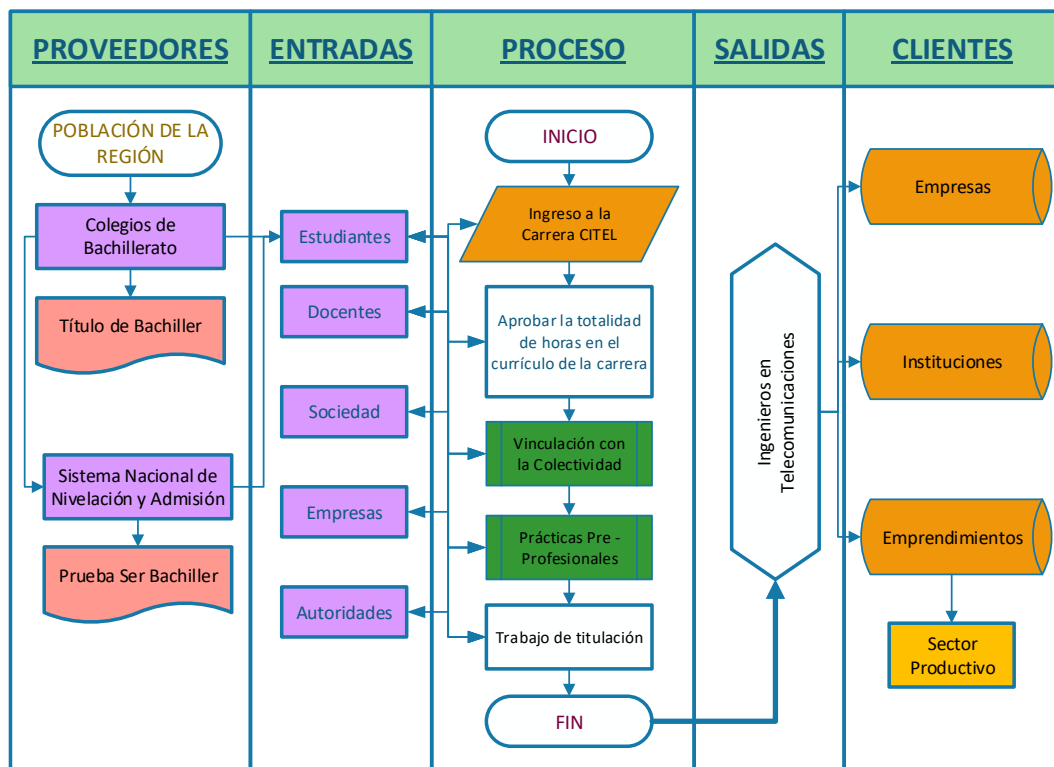 PROVEEDORES
ENTRADAS
PROCESO
SALIDAS
CLIENTES
POBLACIÓN DE LA
REGIÓN
Colegios de
Bachillerato
Título de Bachiller
Sistema Nacional de
Nivelación y Admisión
Prueba Ser Bachiller
Estudiantes
Docentes
Sociedad
Empresas
Autoridades
INICIO
Ingreso a la
Carrera CITEL
Aprobar la totalidad
de horas en el
currículo de la carrera
Vinculación con
la Colectividad
Prácticas Pre -
Profesionales
Trabajo de titulación
FIN
Ingenieros en
Telecomunicaciones
Empresas
Instituciones
Emprendimientos
Sector
Productivo